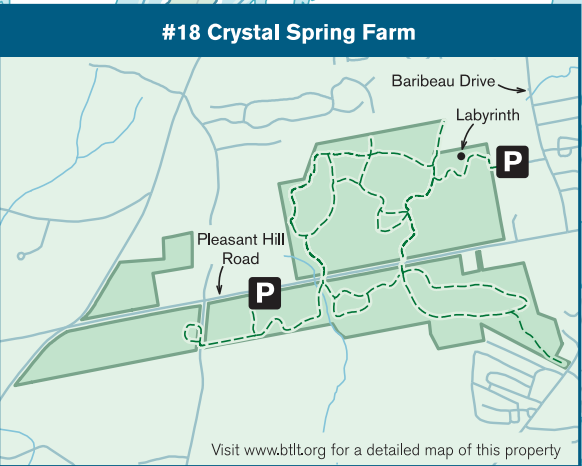 #18 Crystal Spring Farm
Baribeau Drive
Labyrinth
P
Pleasant Hill
Road
P
Visit www.btlt.org for a detailed map of this property